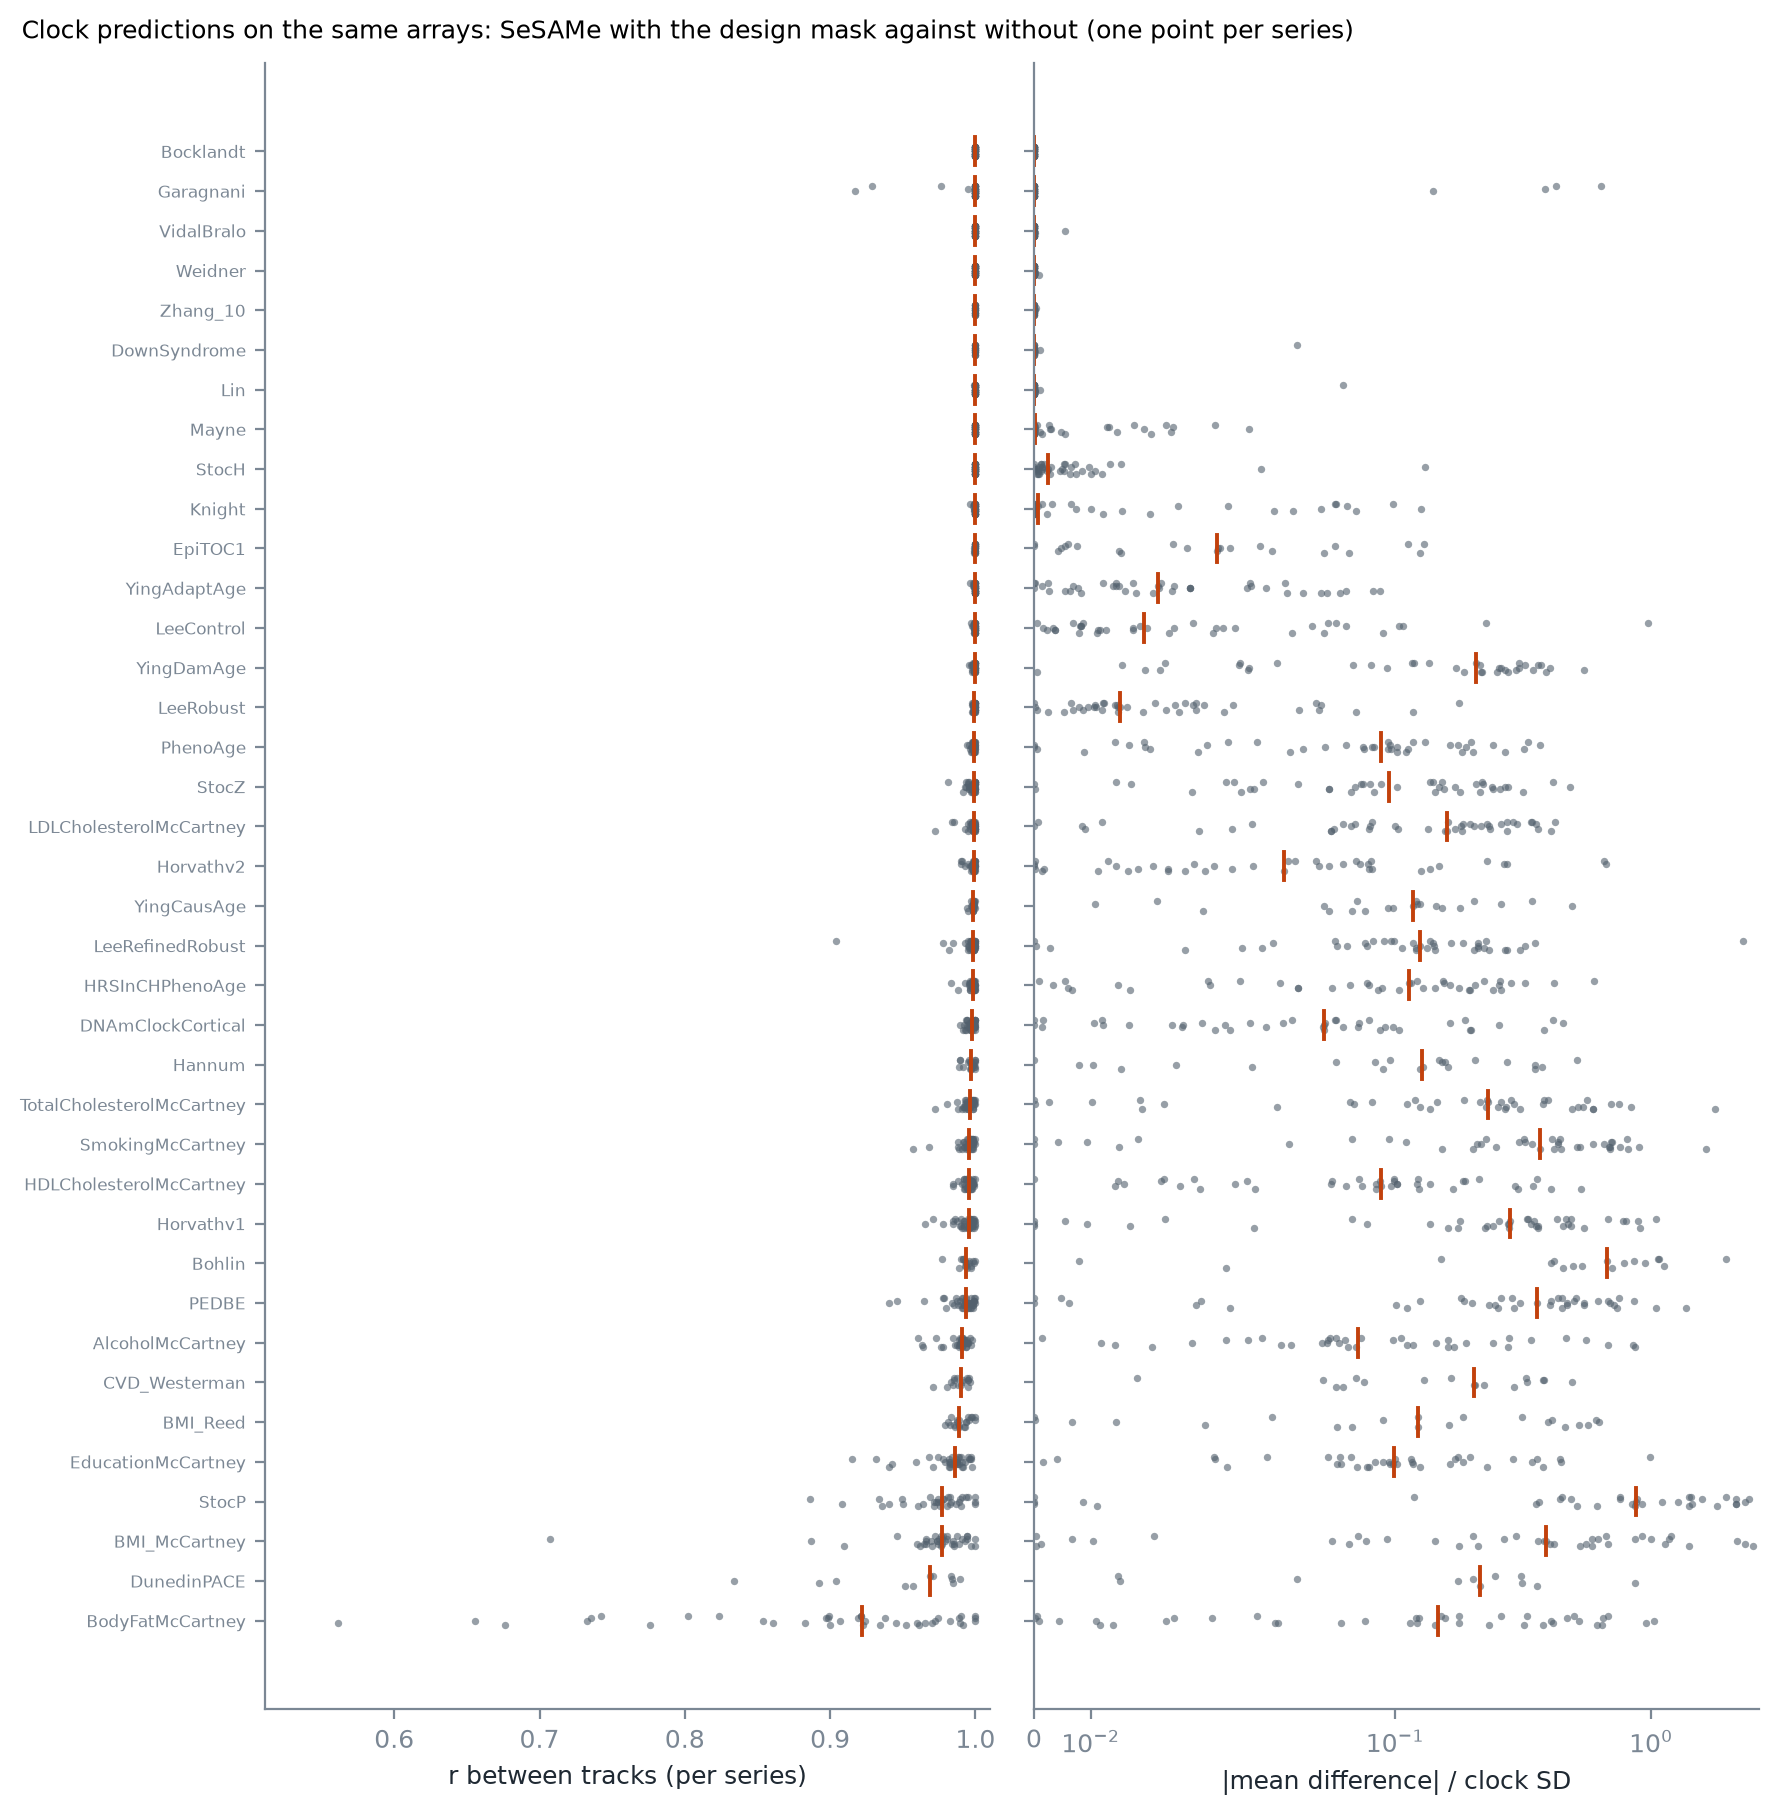 Clock predictions on the same arrays: SeSAMe with the design mask against without (one point per series)
Bocklandt
Garagnani
VidalBralo
Weidner
Zhang_10
DownSyndrome
Lin
Mayne
StocH
Knight
EpiTOC1
YingAdaptAge
LeeControl
YingDamAge
LeeRobust
PhenoAge
StocZ
LDLCholesterolMcCartney
Horvathv2
YingCausAge
LeeRefinedRobust
HRSInCHPhenoAge
DNAmClockCortical
Hannum
TotalCholesterolMcCartney
SmokingMcCartney
HDLCholesterolMcCartney
Horvathv1
Bohlin
PEDBE
AlcoholMcCartney
CVD_Westerman
BMI_Reed
EducationMcCartney
StocP
BMI_McCartney
DunedinPACE
BodyFatMcCartney
0.6 0.7 0.8 0.9 1.0
r between tracks (per series)
0 10⁻² 10⁻¹ 10⁰
|mean difference| / clock SD